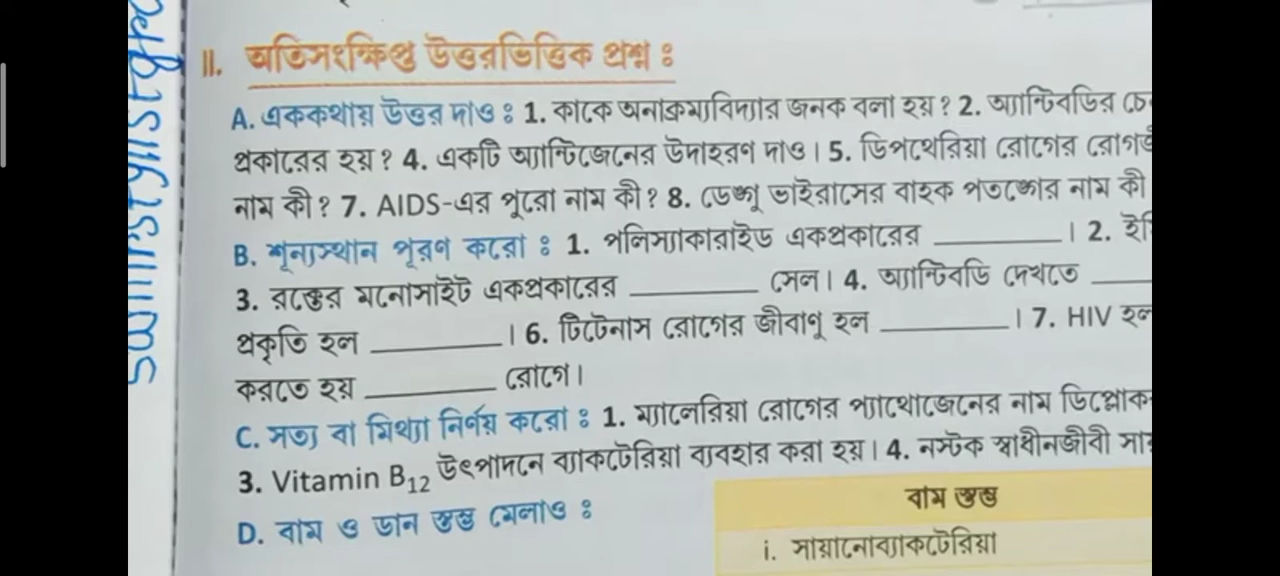 II. অতিসংক্ষিপ্ত উত্তরভিত্তিক প্রশ্ন ঃ
A. এককথায় উত্তর দাও ঃ 1. কাকে অনাক্রম্যবিদ্যার জনক বলা হয় ? 2. অ্যান্টিবডির
প্রকারের হয় ? 4. একটি অ্যান্টিজেনের উদাহরণ দাও। 5. ডিপথেরিয়া রোগের
নাম কী ? 7. AIDS-এর পুরো নাম কী ? 8. ডেঙ্গু ভাইরাসের বাহক পতঙ্গের নাম কী
B. শূন্যস্থান পূরণ করো ঃ 1. পলিস্যাকারাইড একপ্রকারের ________। 2.
3. রক্তের মনোসাইট একপ্রকারের ________ সেল। 4. অ্যান্টিবডি দেখতে ____
প্রকৃতি হল ________। 6. টিটেনাস রোগের জীবাণু হল ________। 7. HIV হল
করতে হয় ________ রোগে।
C. সত্য বা মিথ্যা নির্ণয় করো ঃ 1. ম্যালেরিয়া রোগের প্যাথোজেনের নাম
3. Vitamin B₁₂ উৎপাদনে ব্যাকটেরিয়া ব্যবহার করা হয়। 4. নস্টক স্বাধীনজীবী
D. বাম ও ডান স্তম্ভ মেলাও ঃ
বাম স্তম্ভ
i. সায়ানোব্যাকটেরিয়া